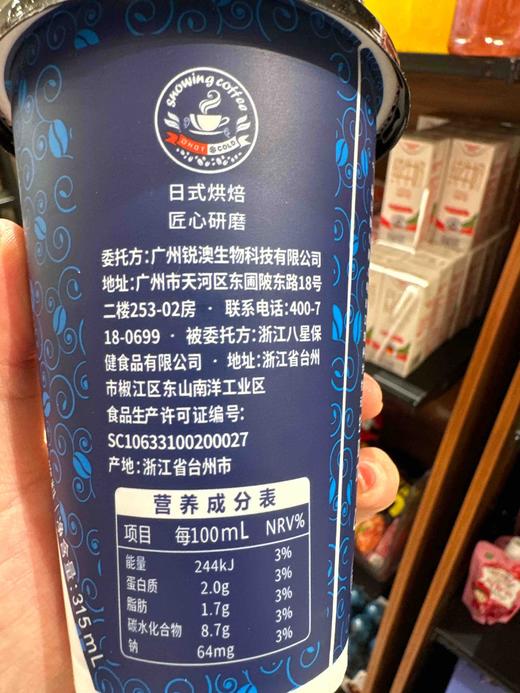 Snowing coffee
HOT COLD
日式烘焙
匠心研磨
委托方:广州锐澳生物科技有限公司
地址:广州市天河区东圃陂东路18号
二楼253-02房 · 联系电话:400-7
18-0699 · 被委托方:浙江八星保
健食品有限公司 · 地址:浙江省台州
市椒江区东山南洋工业区
食品生产许可证编号:
SC10633100200027
产地:浙江省台州市
营养成分表
项目 每100mL NRV%
能量 244kJ 3%
蛋白质 2.0g 3%
脂肪 1.7g 3%
碳水化合物 8.7g 3%
钠 64mg 3%
净含量:315mL